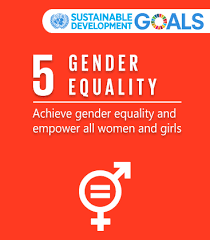 SUSTAINABLE
DEVELOPMENT
GOALS
5 GENDER
EQUALITY
Achieve gender equality and
empower all women and girls